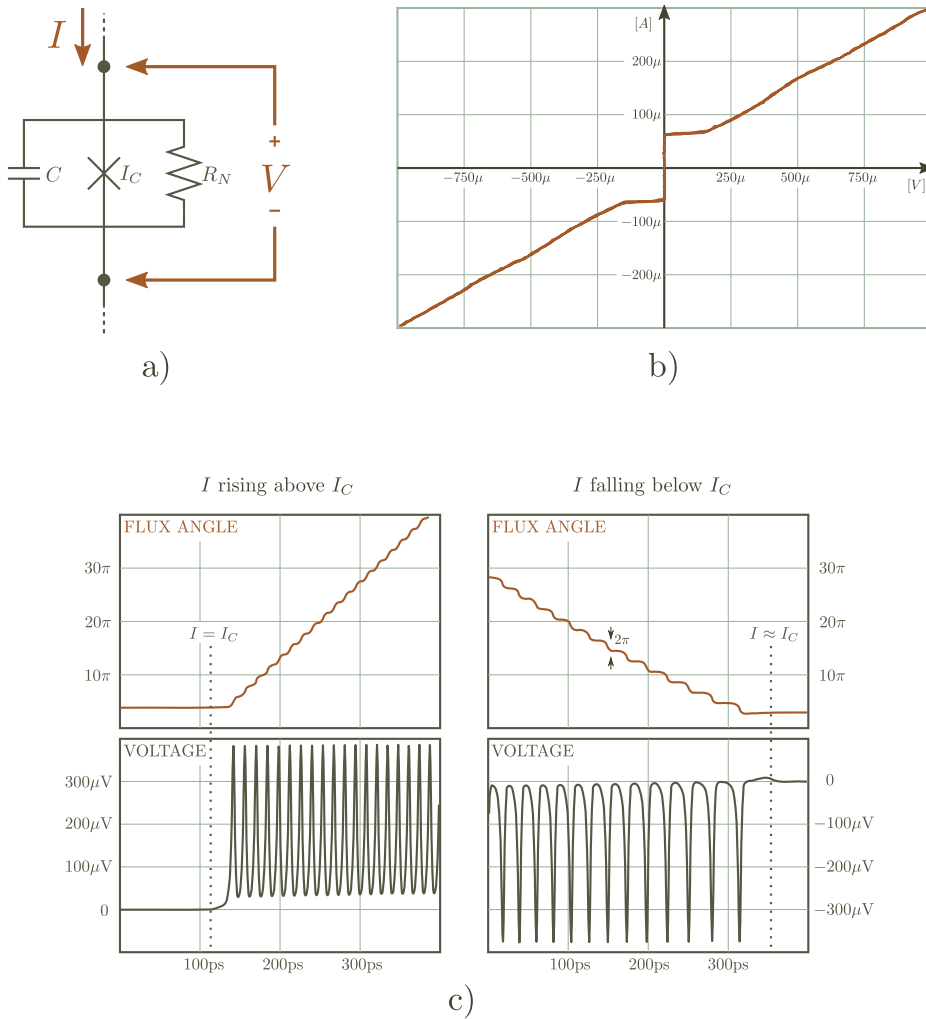 I
C
I_C
R_N
+
V
−
a)
[A]
200μ
100μ
−750μ −500μ −250μ 250μ 500μ 750μ [V]
−100μ
−200μ
b)
I rising above I_C
FLUX ANGLE
30π
20π
I = I_C
10π
VOLTAGE
300μV
200μV
100μV
0
100ps 200ps 300ps
I falling below I_C
FLUX ANGLE
30π
20π
2π
I ≈ I_C
10π
VOLTAGE
0
−100μV
−200μV
−300μV
100ps 200ps 300ps
c)